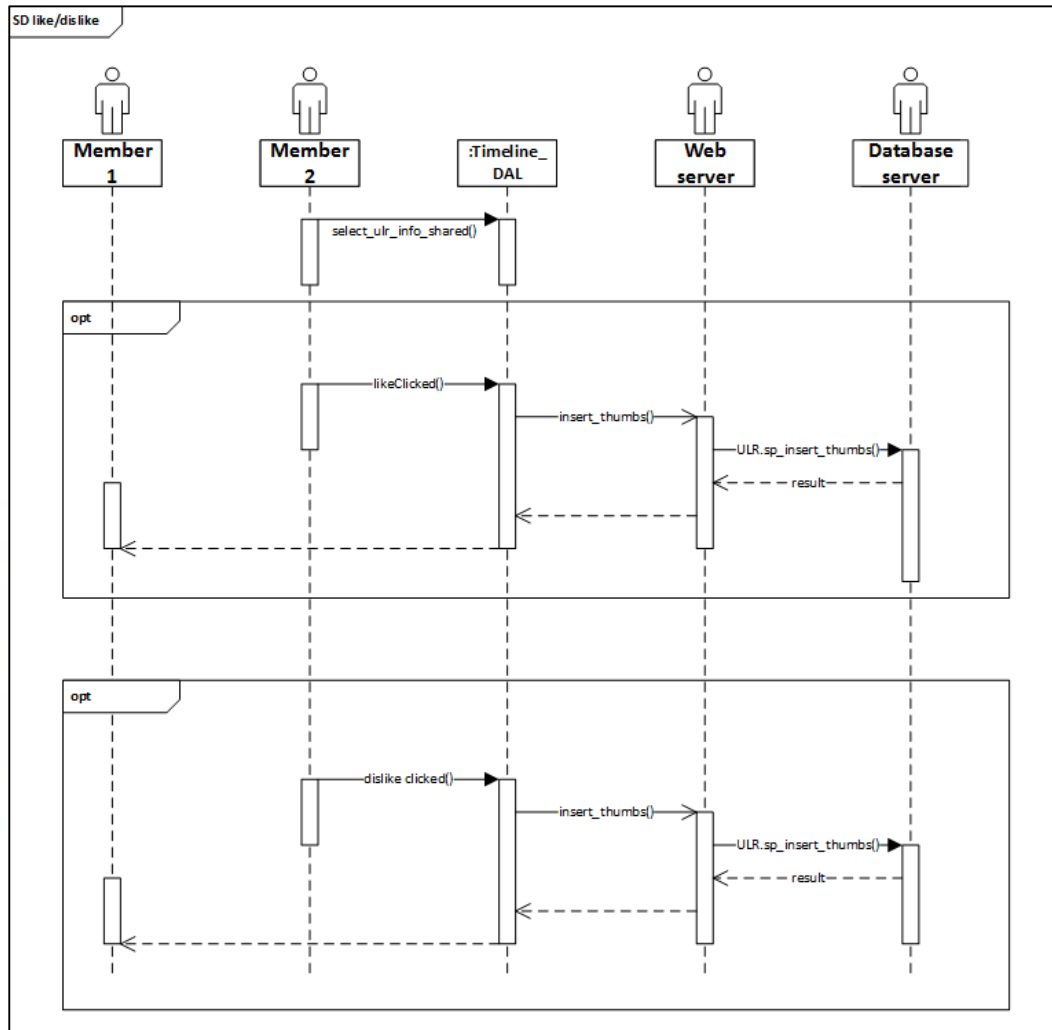 SD like/dislike
Member
1
Member
2
:Timeline_
DAL
Web
server
Database
server
select_ulr_info_shared()
opt
likeClicked()
insert_thumbs()
ULR.sp_insert_thumbs()
result
opt
dislike clicked()
insert_thumbs()
ULR.sp_insert_thumbs()
result